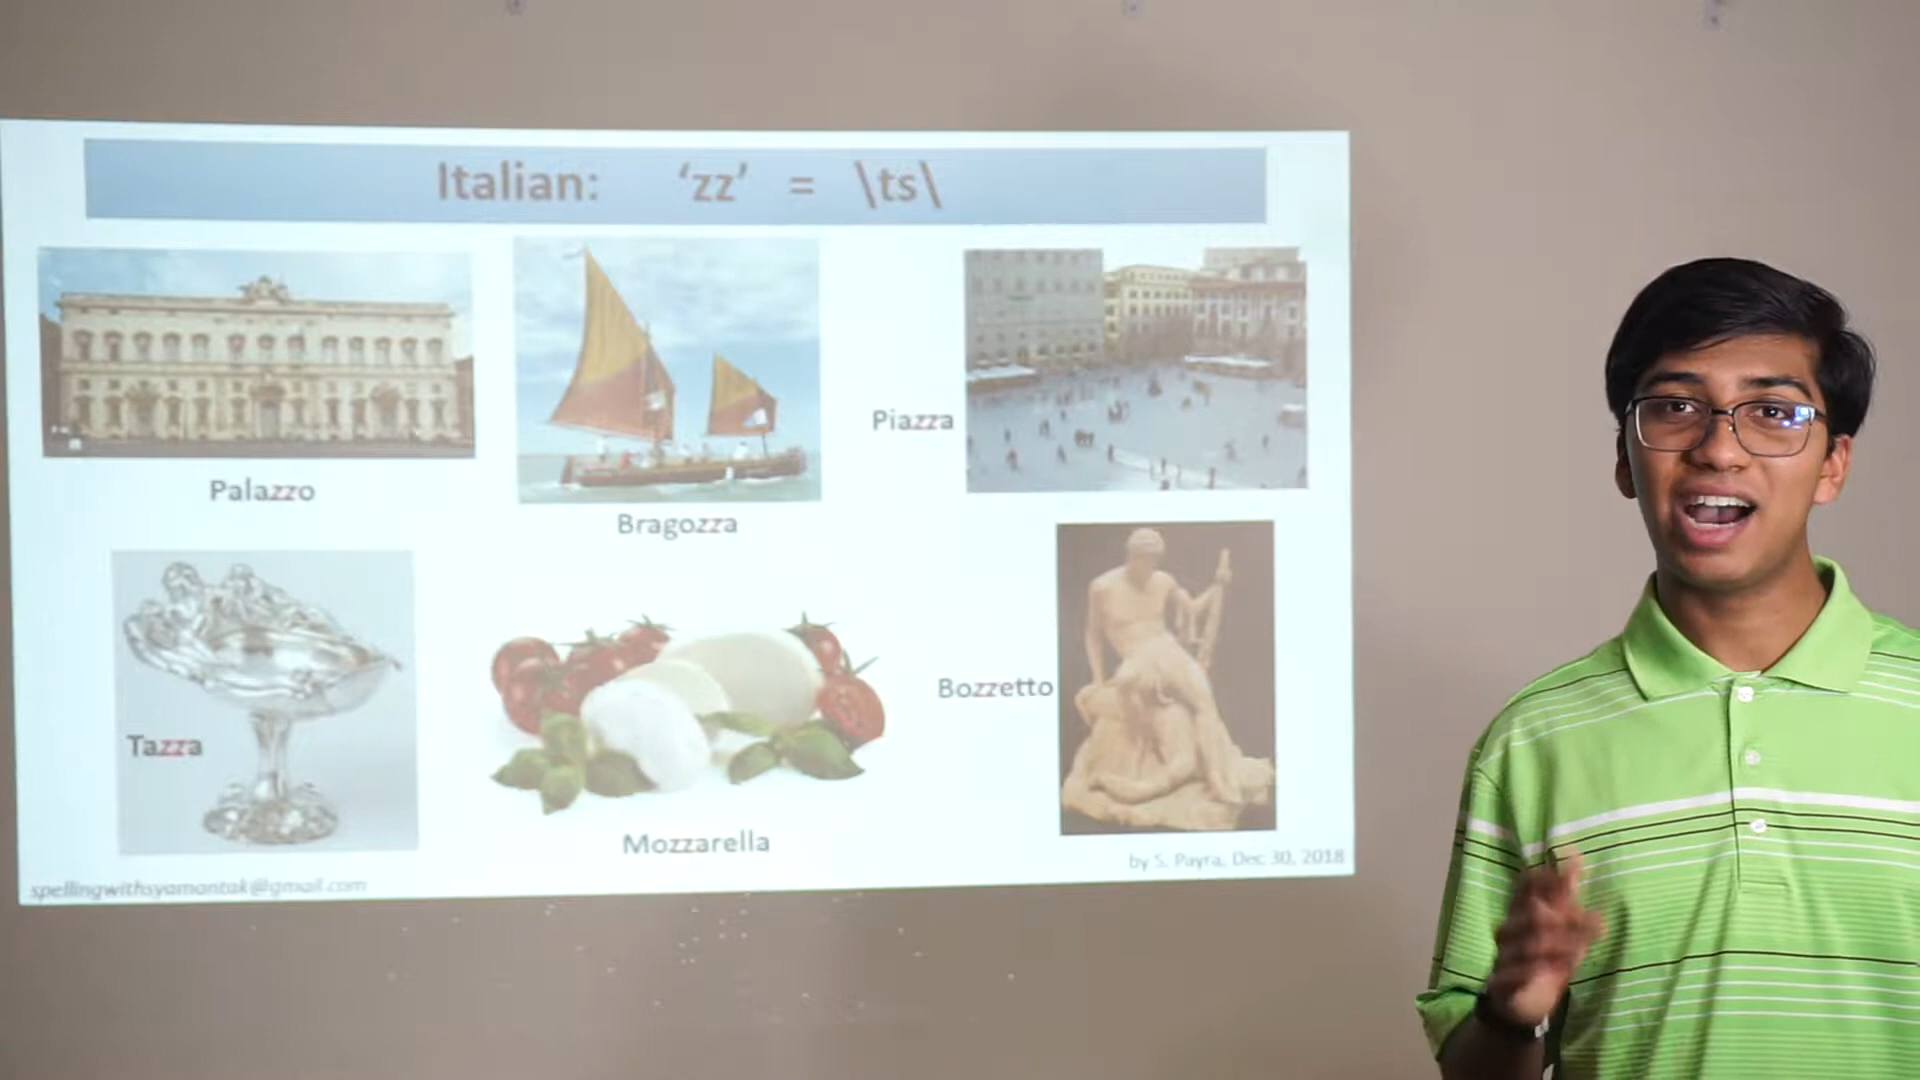 Italian: ‘zz’ = \ts\
Palazzo
Bragozza
Piazza
Tazza
Mozzarella
Bozzetto
by S. Payra, Dec 30, 2018
spellingwithsyamantak@gmail.com